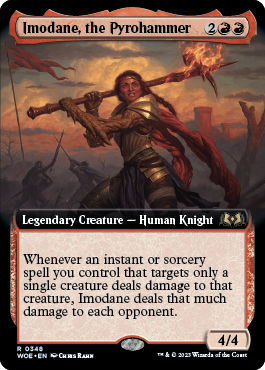 Imodane, the Pyrohammer 2
Legendary Creature — Human Knight
Whenever an instant or sorcery
spell you control that targets only a
single creature deals damage to that
creature, Imodane deals that much
damage to each opponent.
4/4
R 0348
WOE • EN Chris Rahn
™ & © 2023 Wizards of the Coast